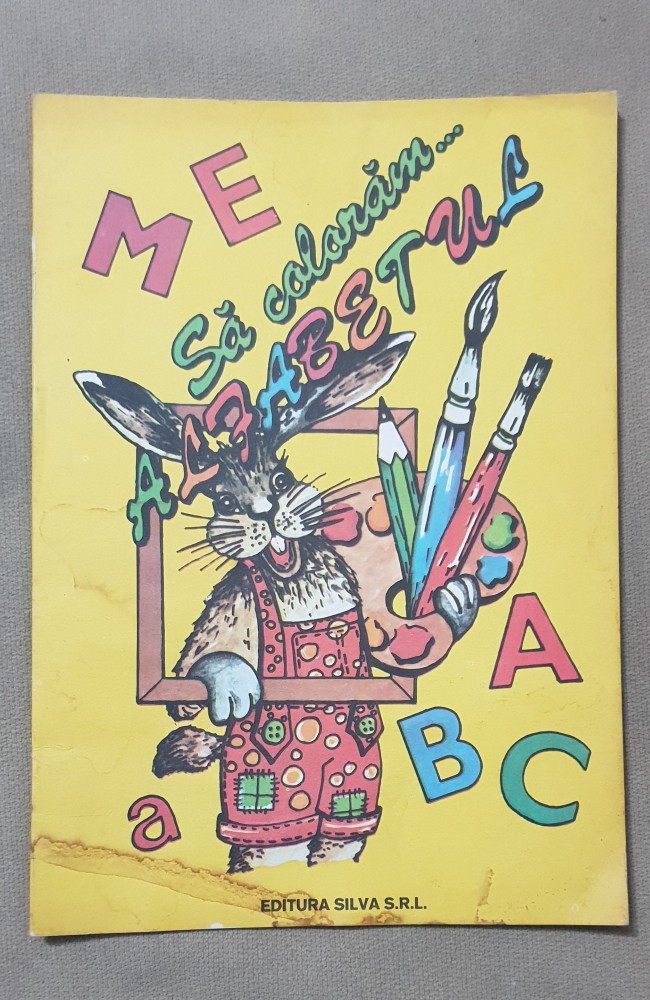 M E
Să colorăm...
ALFABETUL
A
B C
a
EDITURA SILVA S.R.L.